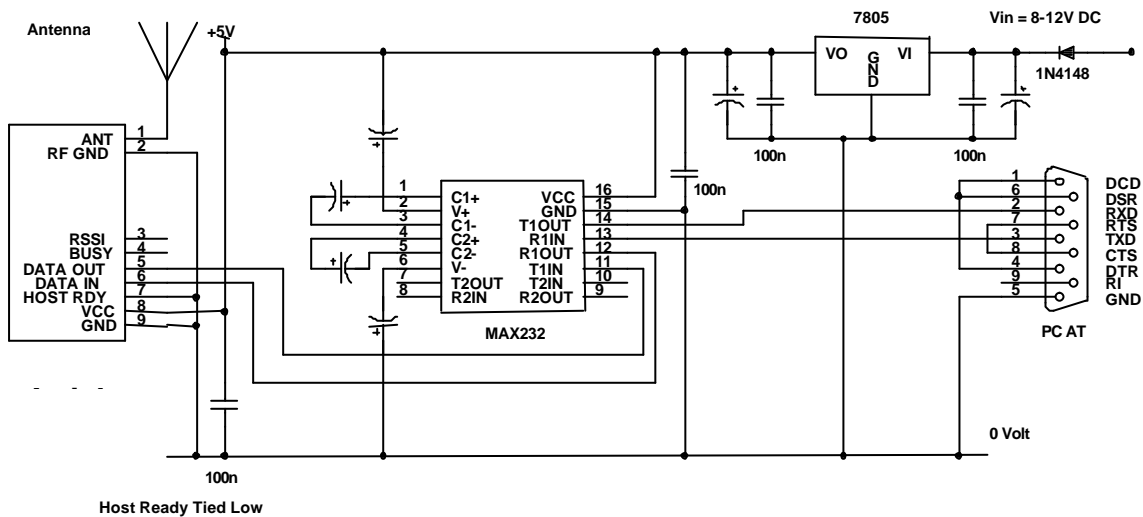 Antenna
+5V
7805
Vin = 8-12V DC
VO
GND
VI
1N4148
100n
100n
ANT
RF GND
RSSI
BUSY
DATA OUT
DATA IN
HOST RDY
VCC
GND
1
2
3
4
5
6
7
8
9
- - -
1
2
3
4
5
6
7
8
C1+
V+
C1-
C2+
C2-
V-
T2OUT
R2IN
VCC
GND
T1OUT
R1IN
R1OUT
T1IN
T2IN
R2OUT
16
15
14
13
12
11
10
9
MAX232
100n
1
6
2
7
3
8
4
9
5
DCD
DSR
RXD
RTS
TXD
CTS
DTR
RI
GND
PC AT
0 Volt
100n
Host Ready Tied Low